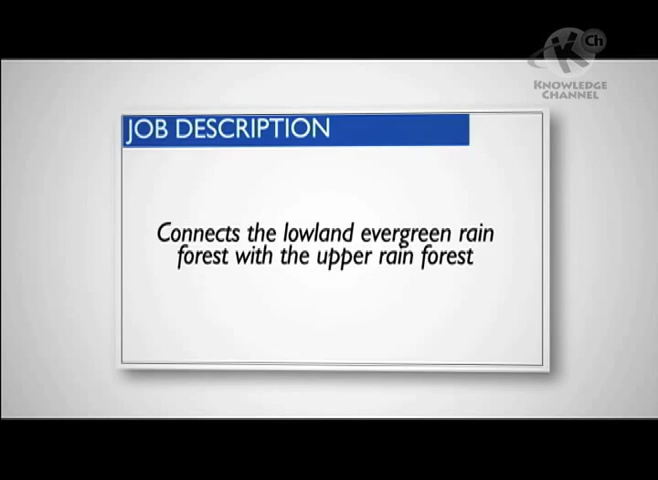 K Ch
KNOWLEDGE
CHANNEL
JOB DESCRIPTION
Connects the lowland evergreen rain
forest with the upper rain forest